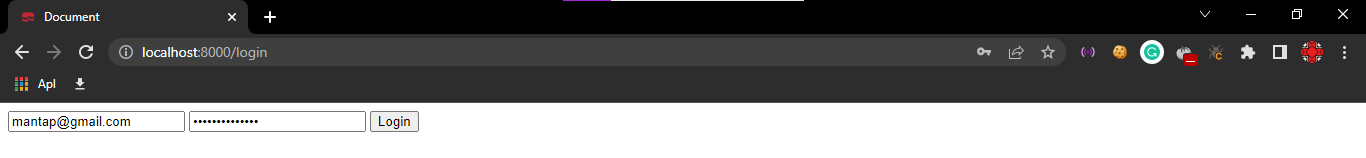 Document
localhost:8000/login
Apl
mantap@gmail.com •••••••••••••• Login